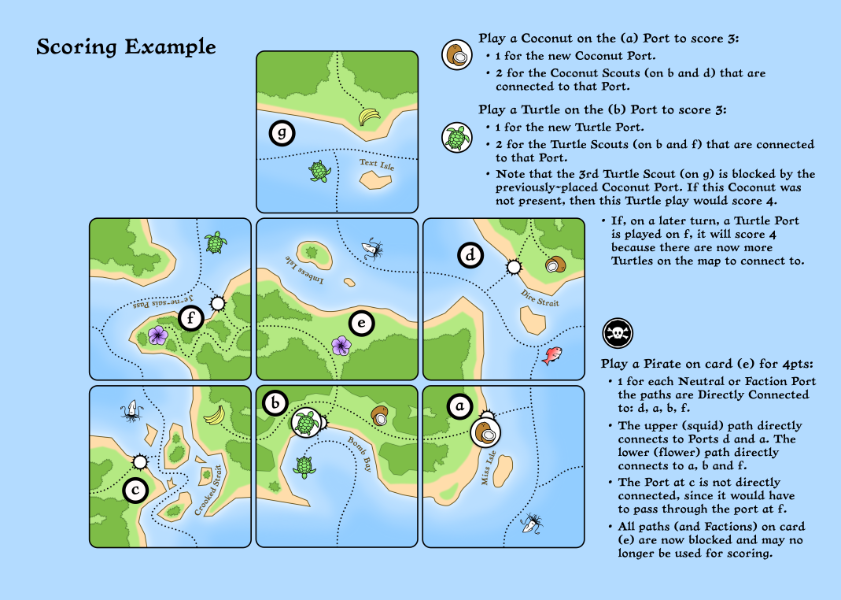 Scoring Example
Play a Coconut on the (a) Port to score 3:
• 1 for the new Coconut Port.
• 2 for the Coconut Scouts (on b and d) that are
connected to that Port.
Play a Turtle on the (b) Port to score 3:
• 1 for the new Turtle Port.
• 2 for the Turtle Scouts (on b and f) that are connected
to that Port.
• Note that the 3rd Turtle Scout (on g) is blocked by the
previously-placed Coconut Port. If this Coconut was
not present, then this Turtle play would score 4.
• If, on a later turn, a Turtle Port
is played on f, it will score 4
because there are now more
Turtles on the map to connect to.
Play a Pirate on card (e) for 4pts:
• 1 for each Neutral or Faction Port
the paths are Directly Connected
to: d, a, b, f.
• The upper (squid) path directly
connects to Ports d and a. The
lower (flower) path directly
connects to a, b and f.
• The Port at c is not directly
connected, since it would have
to pass through the port at f.
• All paths (and Factions) on card
(e) are now blocked and may no
longer be used for scoring.
g
Text Isle
d
Dire Strait
f
e
b
Bomb Bay
a
Miss Isle
c
Crooked Strait